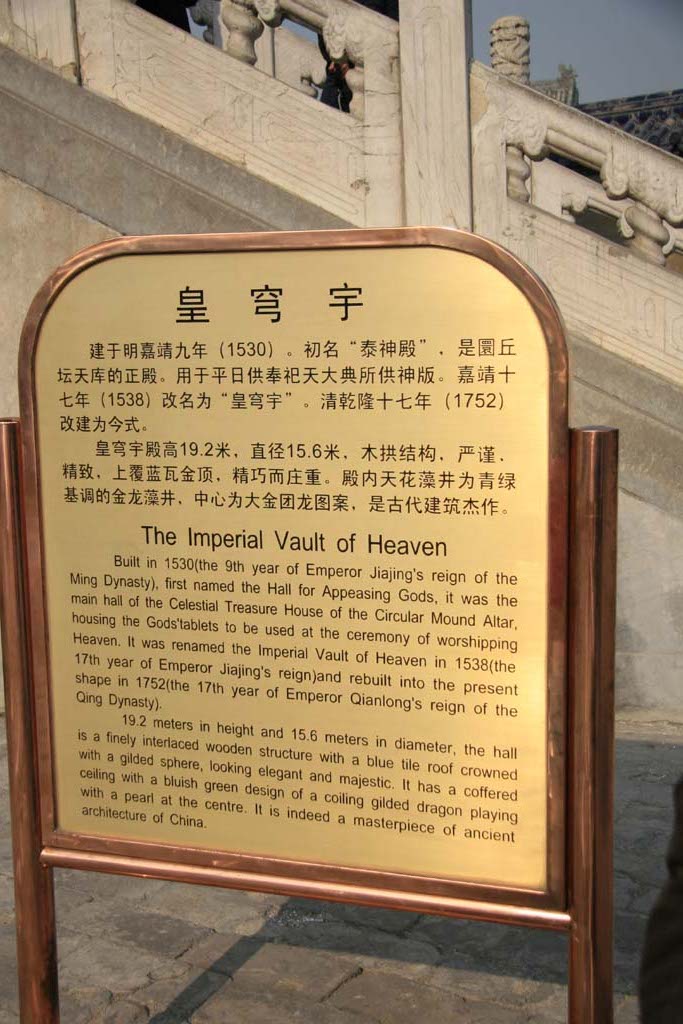 皇穹宇
建于明嘉靖九年（1530）。初名“泰神殿”，是圜丘
坛天库的正殿。用于平日供奉祀天大典所供神版。嘉靖十
七年（1538）改名为“皇穹宇”。清乾隆十七年（1752）
改建为今式。
皇穹宇殿高19.2米，直径15.6米，木拱结构，严谨，
精致，上覆蓝瓦金顶，精巧而庄重。殿内天花藻井为青绿
基调的金龙藻井，中心为大金团龙图案，是古代建筑杰作。
The Imperial Vault of Heaven
Built in 1530(the 9th year of Emperor Jiajing's reign of the
Ming Dynasty), first named the Hall for Appeasing Gods, it was the
main hall of the Celestial Treasure House of the Circular Mound Altar,
housing the Gods'tablets to be used at the ceremony of worshipping
Heaven. It was renamed the Imperial Vault of Heaven in 1538(the
17th year of Emperor Jiajing's reign)and rebuilt into the present
shape in 1752(the 17th year of Emperor Qianlong's reign of the
Qing Dynasty).
19.2 meters in height and 15.6 meters in diameter, the hall
is a finely interlaced wooden structure with a blue tile roof crowned
with a gilded sphere, looking elegant and majestic. It has a coffered
ceiling with a bluish green design of a coiling gilded dragon playing
with a pearl at the centre. It is indeed a masterpiece of ancient
architecture of China.